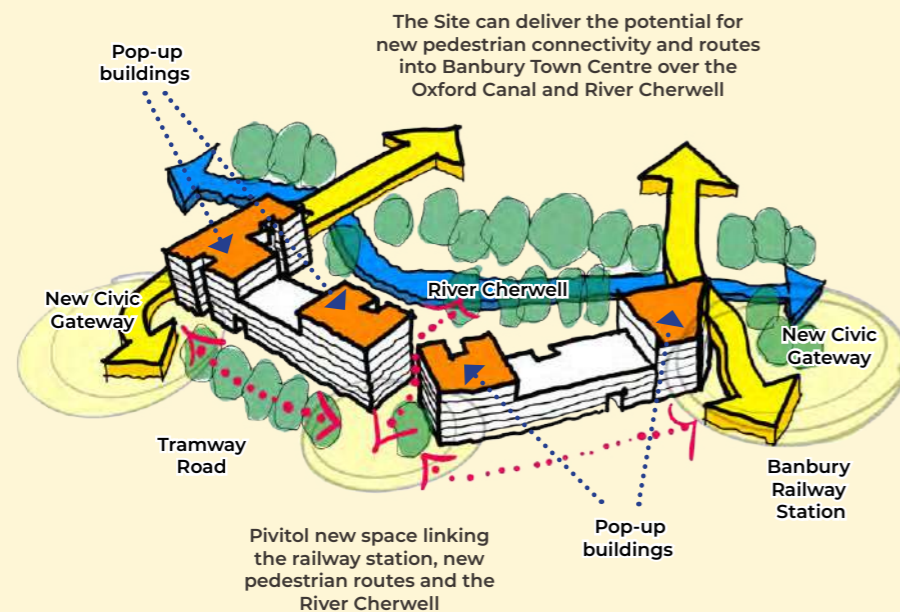 The Site can deliver the potential for
new pedestrian connectivity and routes
into Banbury Town Centre over the
Oxford Canal and River Cherwell
Pop-up
buildings
River Cherwell
New Civic
Gateway
New Civic
Gateway
Tramway
Road
Banbury
Railway
Station
Pop-up
buildings
Pivitol new space linking
the railway station, new
pedestrian routes and the
River Cherwell